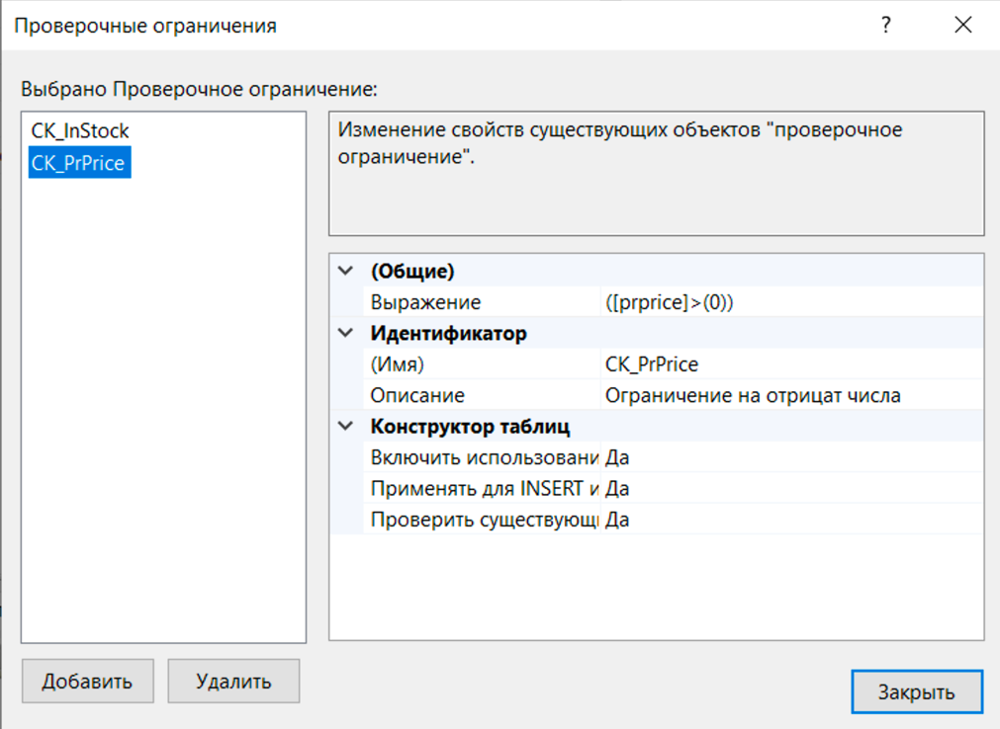 Проверочные ограничения
?
Выбрано Проверочное ограничение:
CK_InStock
CK_PrPrice
Изменение свойств существующих объектов "проверочное
ограничение".
(Общие)
Выражение ([prprice]>(0))
Идентификатор
(Имя) CK_PrPrice
Описание Ограничение на отрицат числа
Конструктор таблиц
Включить использовани Да
Применять для INSERT и Да
Проверить существующи Да
Добавить
Удалить
Закрыть